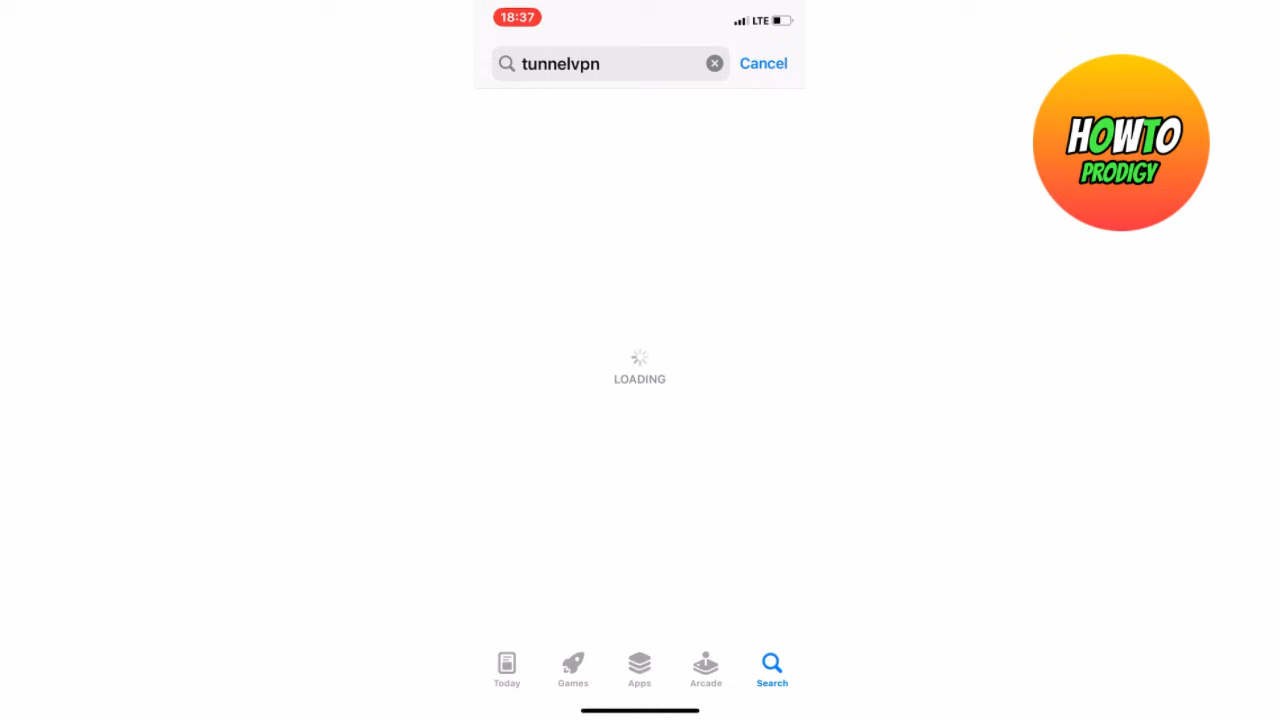 18:37
LTE
tunnelvpn
Cancel
HOWTO
PRODIGY
LOADING
Today
Games
Apps
Arcade
Search